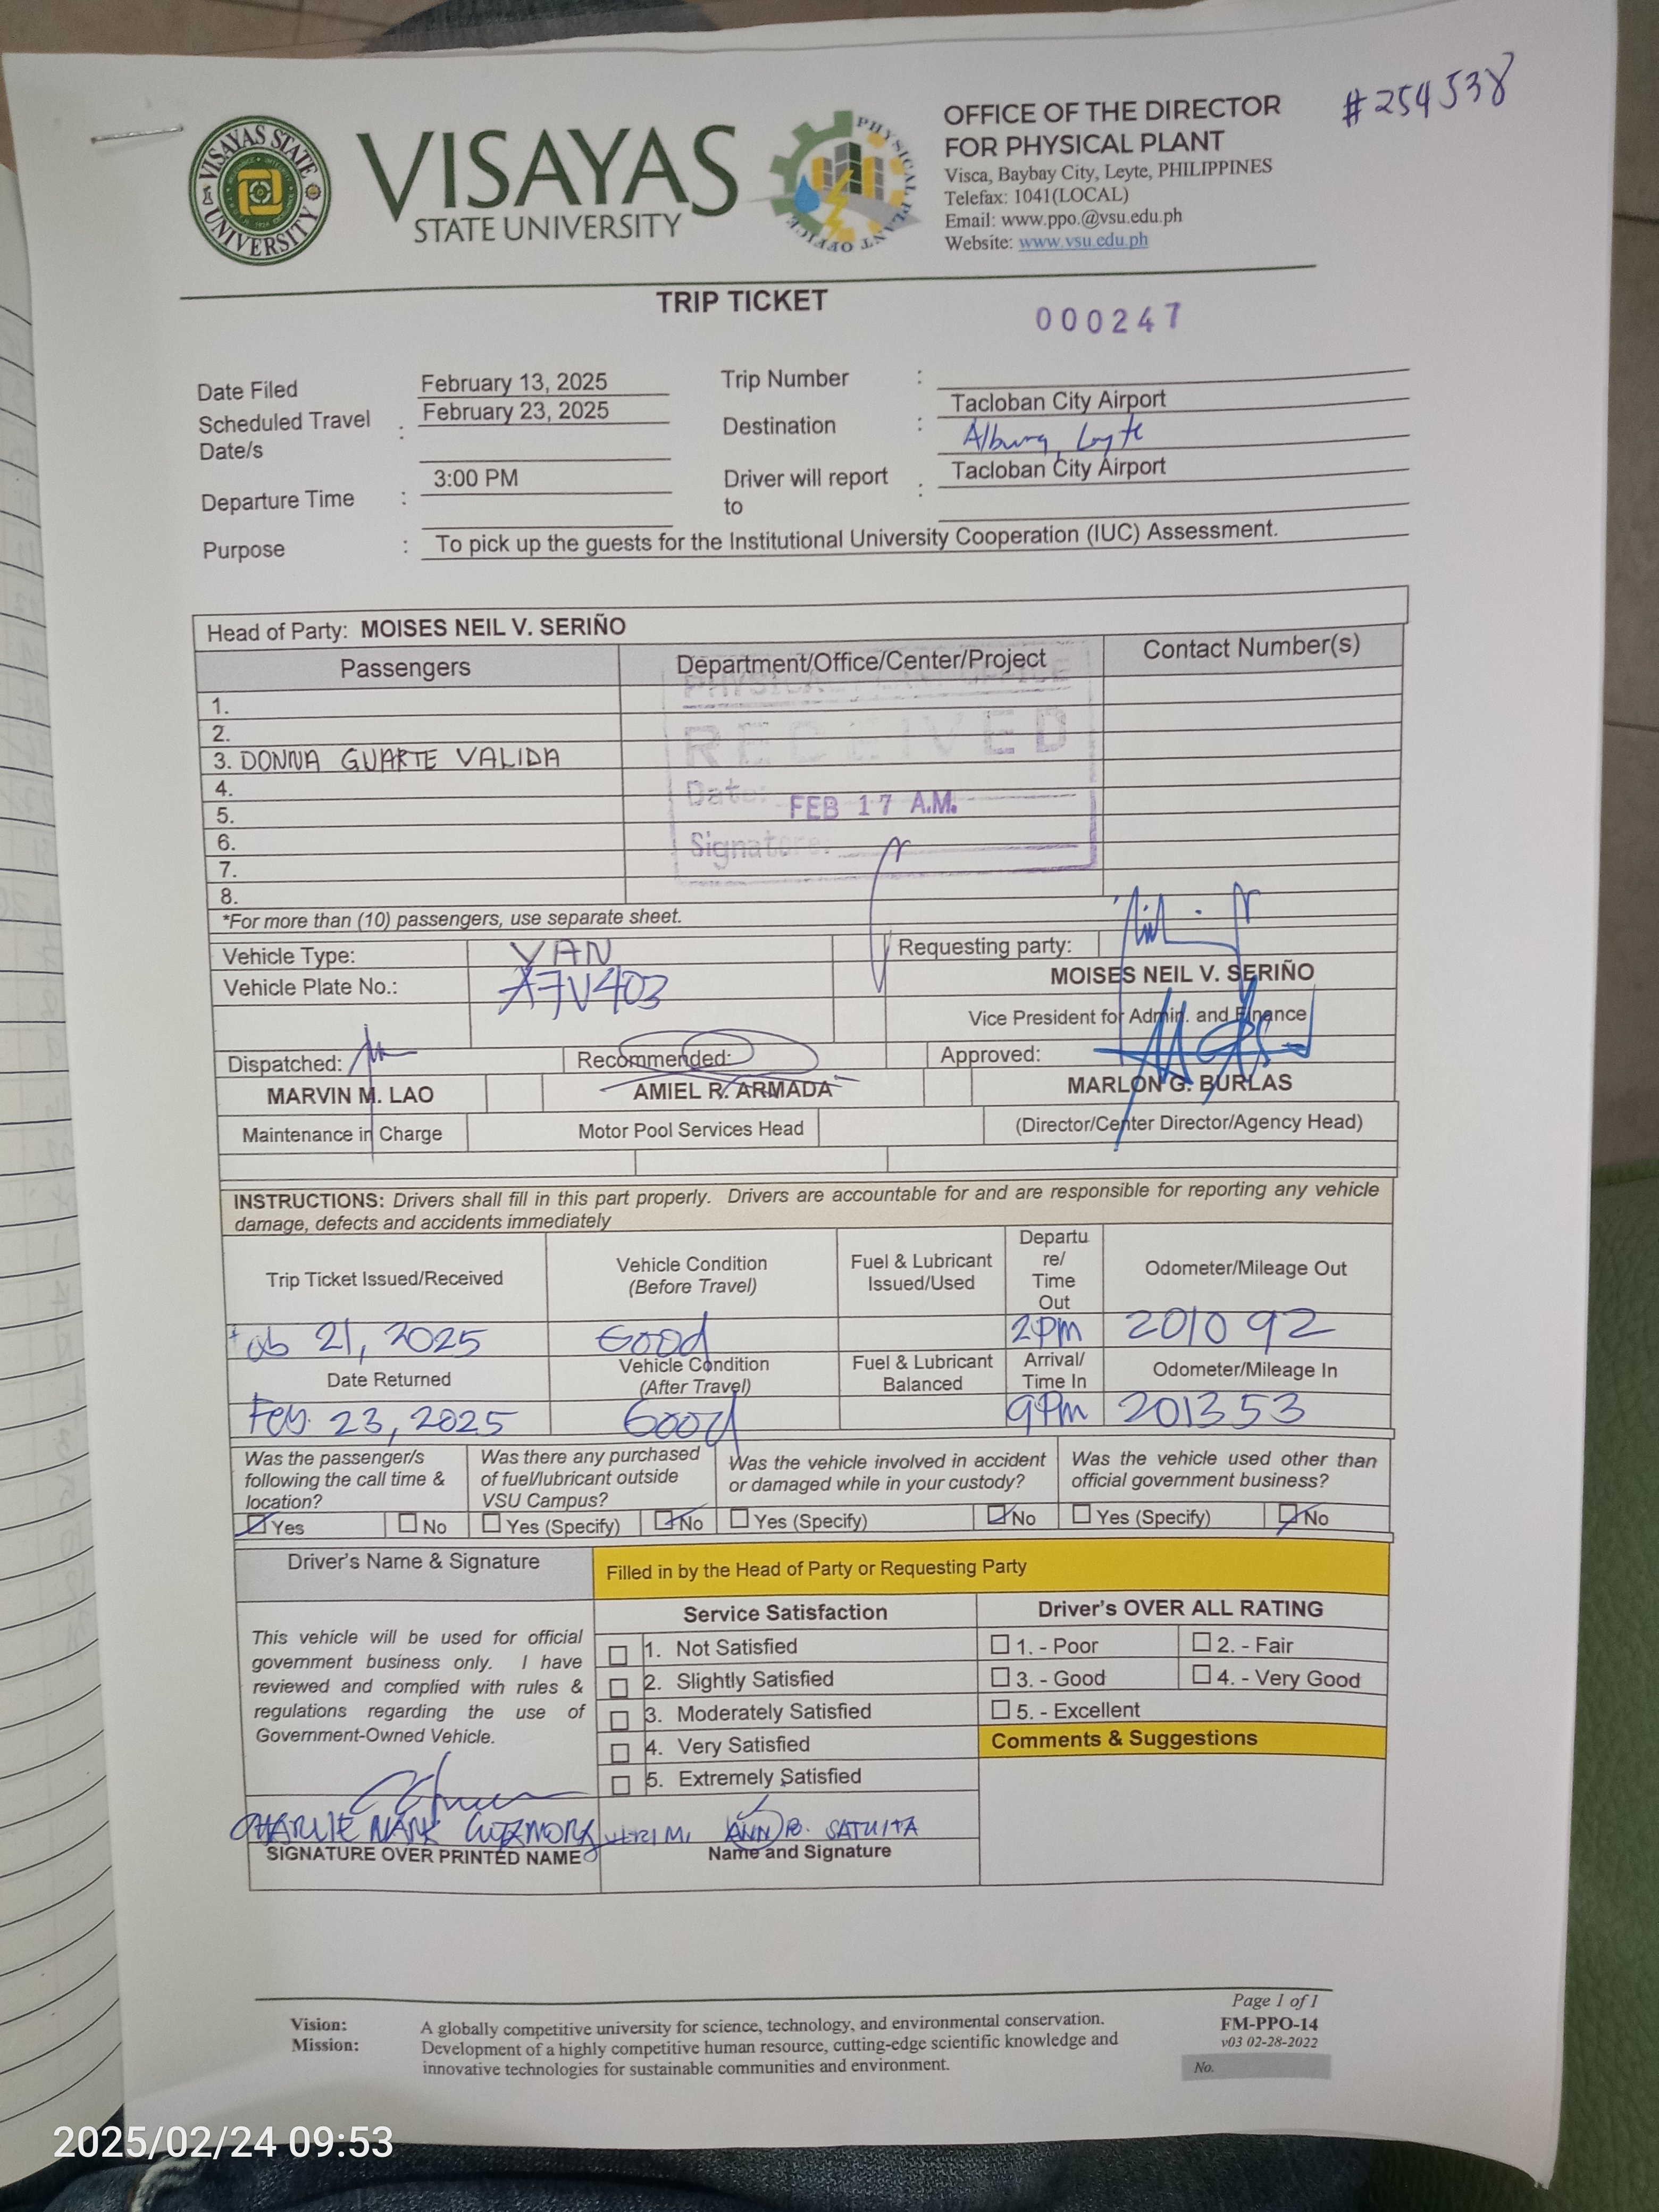 #254538
VISAYAS STATE UNIVERSITY
VISAYAS
STATE UNIVERSITY
PHYSICAL PLANT OFFICE
OFFICE OF THE DIRECTOR
FOR PHYSICAL PLANT
Visca, Baybay City, Leyte, PHILIPPINES
Telefax: 1041(LOCAL)
Email: www.ppo.@vsu.edu.ph
Website: www.vsu.edu.ph
TRIP TICKET
000247
Date Filed February 13, 2025 Trip Number :
Scheduled Travel Date/s : February 23, 2025 Destination : Tacloban City Airport
Leyte
Departure Time : 3:00 PM Driver will report to : Tacloban City Airport
Purpose : To pick up the guests for the Institutional University Cooperation (IUC) Assessment.
Head of Party: MOISES NEIL V. SERIÑO
Passengers Department/Office/Center/Project Contact Number(s)
1.
2.
3. DONNA GUARTE VALIDA
4.
5.
6.
7.
8.
PHYSICAL PLANT OFFICE
RECEIVED
Date: FEB 17 A.M.
Signature:
*For more than (10) passengers, use separate sheet.
Vehicle Type: VAN Requesting party:
Vehicle Plate No.: A7V403 MOISES NEIL V. SERIÑO
Vice President for Admin. and Finance
Dispatched: Recommended: Approved:
MARVIN M. LAO AMIEL R. ARMADA MARLON G. BURLAS
Maintenance in Charge Motor Pool Services Head (Director/Center Director/Agency Head)
INSTRUCTIONS: Drivers shall fill in this part properly. Drivers are accountable for and are responsible for reporting any vehicle
damage, defects and accidents immediately
Trip Ticket Issued/Received Vehicle Condition (Before Travel) Fuel & Lubricant Issued/Used Departu re/ Time Out Odometer/Mileage Out
Feb 21, 2025 Good 2pm 201092
Date Returned Vehicle Condition (After Travel) Fuel & Lubricant Balanced Arrival/ Time In Odometer/Mileage In
Feb. 23, 2025 Good 9pm 201353
Was the passenger/s following the call time & location? Was there any purchased of fuel/lubricant outside VSU Campus? Was the vehicle involved in accident or damaged while in your custody? Was the vehicle used other than official government business?
Yes No Yes (Specify) No Yes (Specify) No Yes (Specify) No
Driver's Name & Signature Filled in by the Head of Party or Requesting Party
Service Satisfaction Driver's OVER ALL RATING
This vehicle will be used for official
government business only. I have
reviewed and complied with rules &
regulations regarding the use of
Government-Owned Vehicle.
1. Not Satisfied
2. Slightly Satisfied
3. Moderately Satisfied
4. Very Satisfied
5. Extremely Satisfied
1. - Poor 2. - Fair
3. - Good 4. - Very Good
5. - Excellent
Comments & Suggestions
CHARLIE ANN B. SATUITA
SIGNATURE OVER PRINTED NAME Name and Signature
Vision: A globally competitive university for science, technology, and environmental conservation.
Mission: Development of a highly competitive human resource, cutting-edge scientific knowledge and
innovative technologies for sustainable communities and environment.
Page 1 of 1
FM-PPO-14
v03 02-28-2022
No.
2025/02/24 09:53